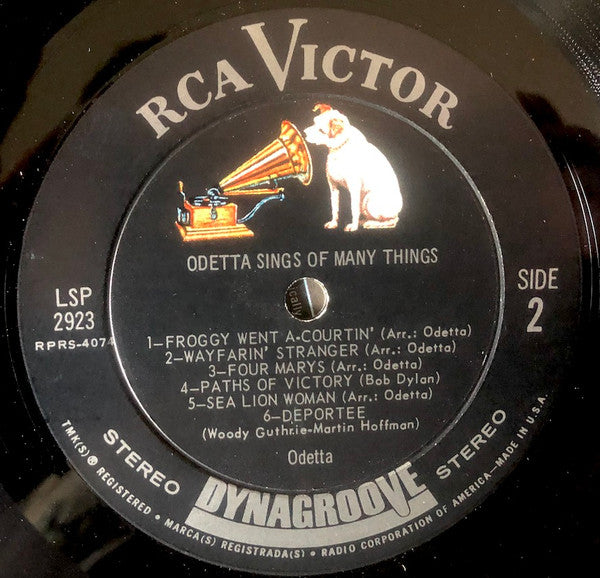 RCA VICTOR
ODETTA SINGS OF MANY THINGS
LSP
2923
RPRS-4074
SIDE
2
1–FROGGY WENT A-COURTIN' (Arr.: Odetta)
2–WAYFARIN' STRANGER (Arr.: Odetta)
3–FOUR MARYS (Arr.: Odetta)
4–PATHS OF VICTORY (Bob Dylan)
5–SEA LION WOMAN (Arr.: Odetta)
6–DEPORTEE
(Woody Guthrie-Martin Hoffman)
Odetta
STEREO
DYNAGROOVE
STEREO
TMK(S) ® REGISTERED • MARCA(S) REGISTRADA(S) • RADIO CORPORATION OF AMERICA–MADE IN U.S.A.